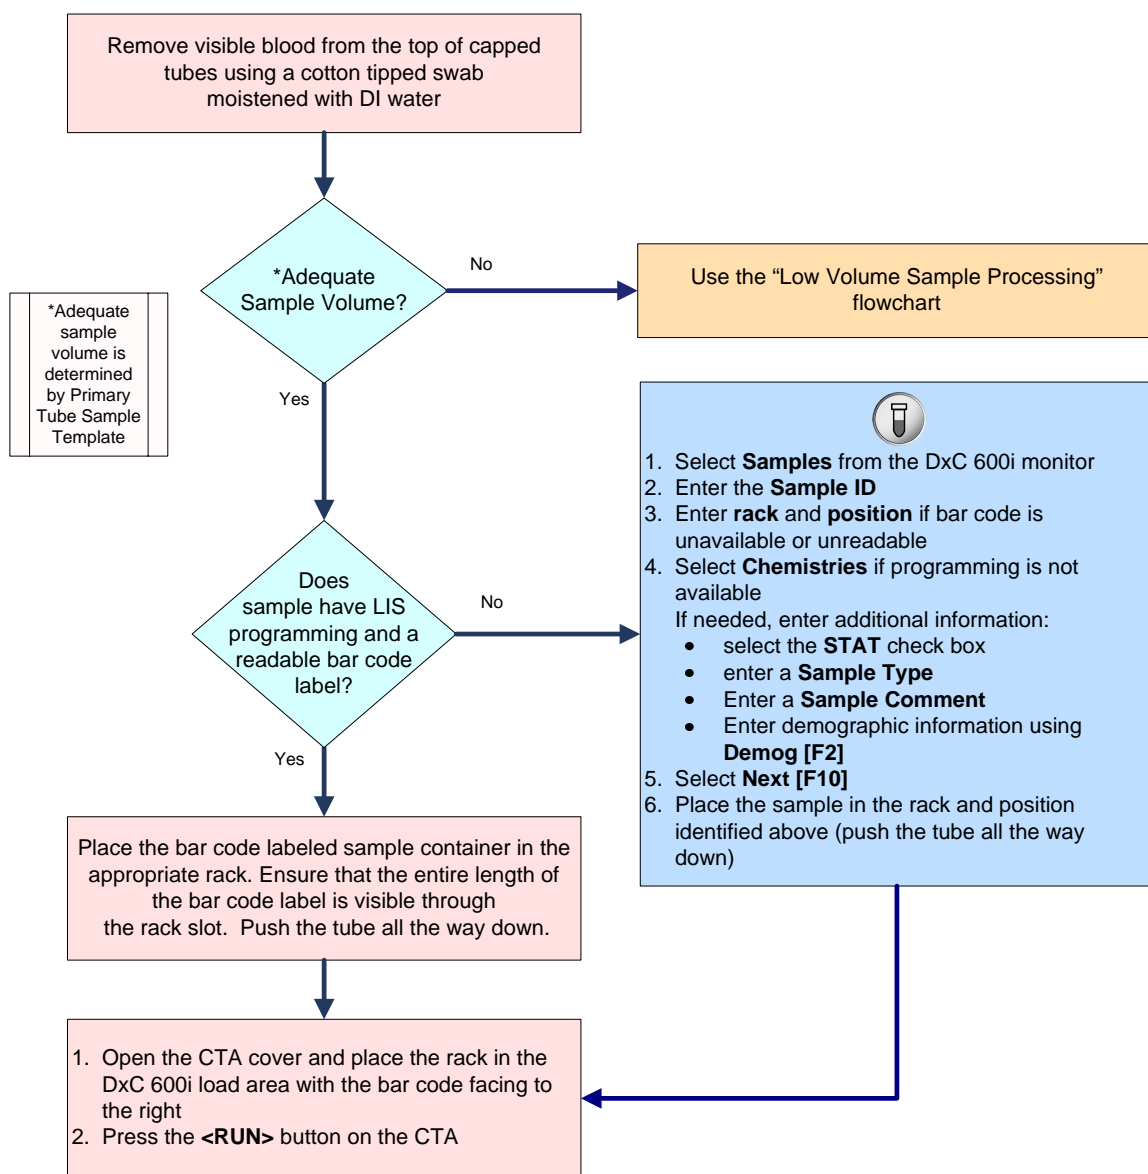 Remove visible blood from the top of capped
tubes using a cotton tipped swab
moistened with DI water
*Adequate
Sample Volume?
No
Use the “Low Volume Sample Processing”
flowchart
*Adequate
sample
volume is
determined
by Primary
Tube Sample
Template
Yes
1. Select Samples from the DxC 600i monitor
2. Enter the Sample ID
3. Enter rack and position if bar code is
unavailable or unreadable
4. Select Chemistries if programming is not
available
If needed, enter additional information:
• select the STAT check box
• enter a Sample Type
• Enter a Sample Comment
• Enter demographic information using
Demog [F2]
5. Select Next [F10]
6. Place the sample in the rack and position
identified above (push the tube all the way
down)
Does
sample have LIS
programming and a
readable bar code
label?
No
Yes
Place the bar code labeled sample container in the
appropriate rack. Ensure that the entire length of
the bar code label is visible through
the rack slot.  Push the tube all the way down.
1. Open the CTA cover and place the rack in the
DxC 600i load area with the bar code facing to
the right
2. Press the <RUN> button on the CTA